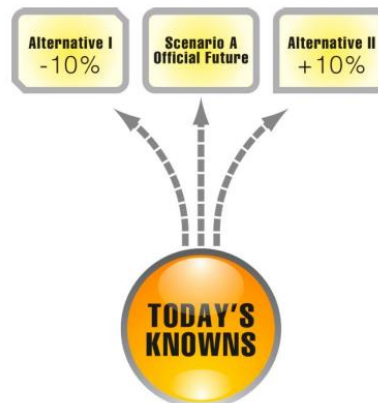 Alternative I
-10%
Scenario A
Official Future
Alternative II
+10%
TODAY'S
KNOWNS